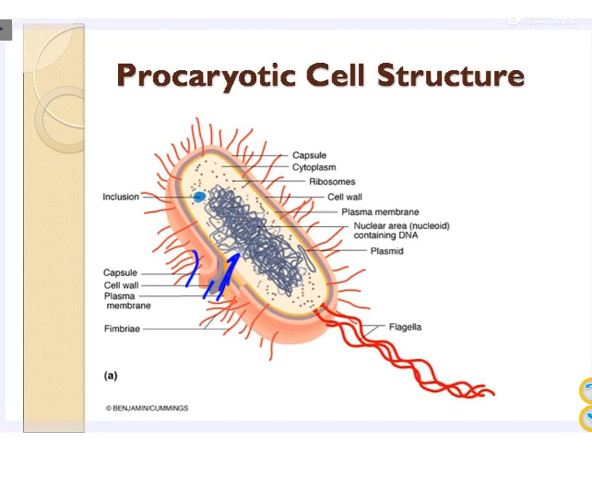 Procaryotic Cell Structure
Capsule
Cytoplasm
Ribosomes
Inclusion
Cell wall
Plasma membrane
Nuclear area (nucleoid)
containing DNA
Plasmid
Capsule
Cell wall
Plasma
membrane
Fimbriae
Flagella
(a)
© BENJAMIN/CUMMINGS